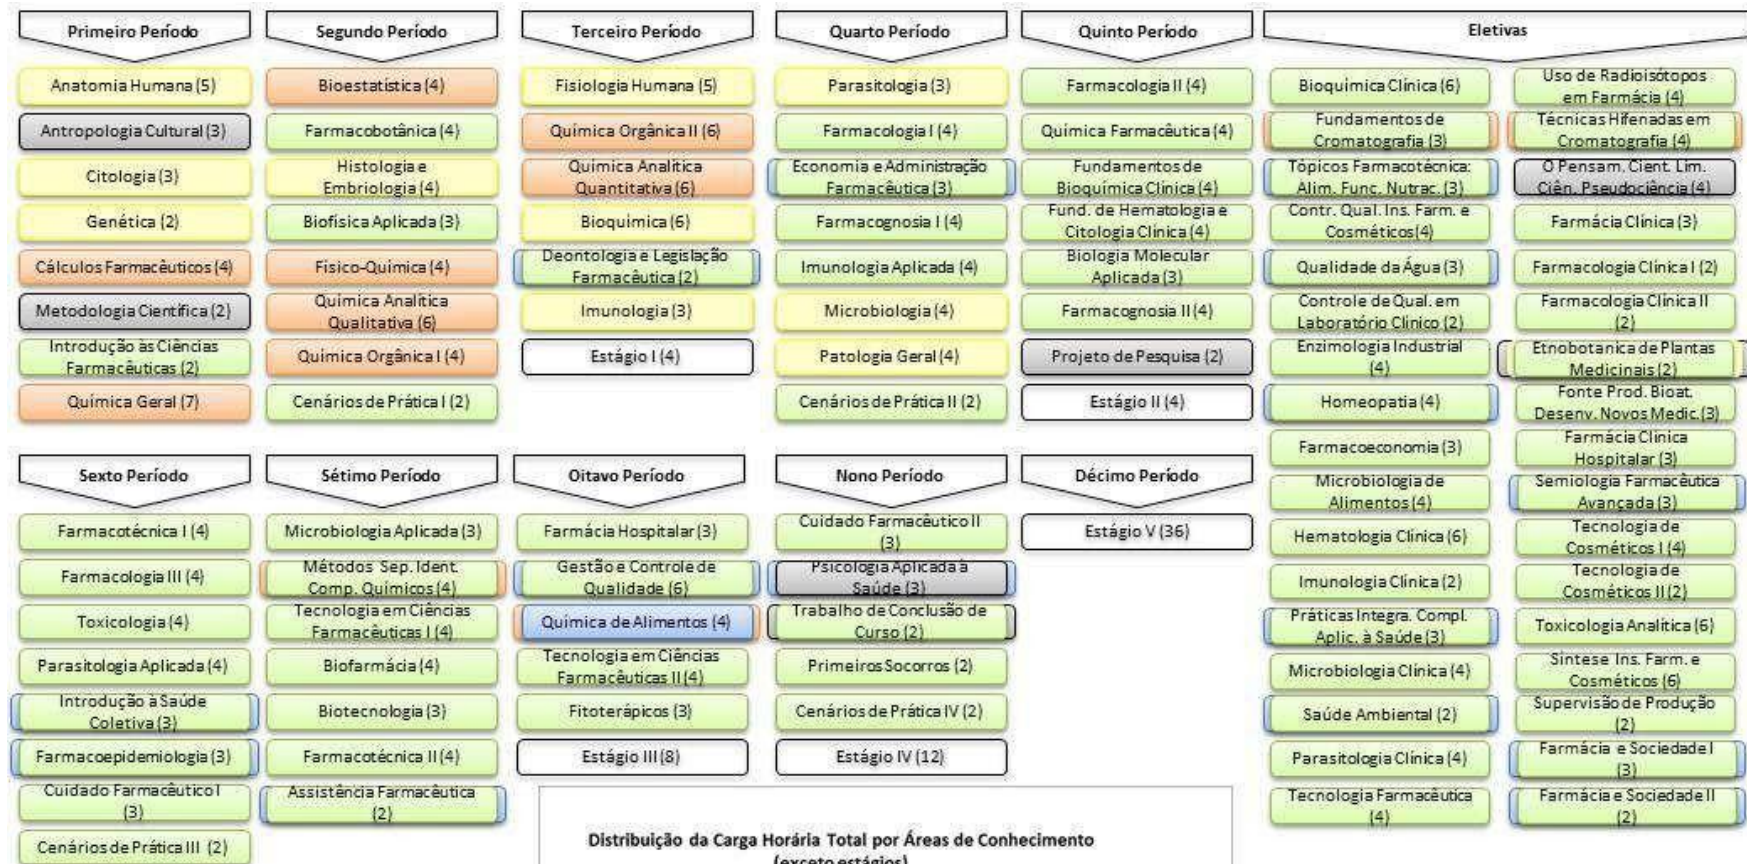 Primeiro Período
Anatomia Humana (5)
Antropologia Cultural (3)
Citologia (3)
Genética (2)
Cálculos Farmacêuticos (4)
Metodologia Científica (2)
Introdução às Ciências
Farmacêuticas (2)
Química Geral (7)
Segundo Período
Bioestatística (4)
Farmacobotânica (4)
Histologia e
Embriologia (4)
Biofísica Aplicada (3)
Físico-Química (4)
Química Analítica
Qualitativa (6)
Química Orgânica I (4)
Cenários de Prática I (2)
Terceiro Período
Fisiologia Humana (5)
Química Orgânica II (6)
Química Analítica
Quantitativa (6)
Bioquimica (6)
Deontologia e Legislação
Farmacêutica (2)
Imunologia (3)
Estágio I (4)
Quarto Período
Parasitologia (3)
Farmacologia I (4)
Economia e Administração
Farmacêutica (3)
Farmacognosia I (4)
Imunologia Aplicada (4)
Microbiologia (4)
Patologia Geral (4)
Cenários de Prática II (2)
Quinto Período
Farmacologia II (4)
Química Farmacêutica (4)
Fundamentos de
Bioquímica Clínica (4)
Fund. de Hematologia e
Citologia Clínica (4)
Biologia Molecular
Aplicada (3)
Farmacognosia II (4)
Projeto de Pesquisa (2)
Estágio II (4)
Sexto Período
Farmacotécnica I (4)
Farmacologia III (4)
Toxicologia (4)
Parasitologia Aplicada (4)
Introdução à Saúde
Coletiva (3)
Farmacoepidemiologia (3)
Cuidado Farmacêutico I
(3)
Cenários de Prática III (2)
Sétimo Período
Microbiologia Aplicada (3)
Métodos Sep. Ident.
Comp. Químicos (4)
Tecnologia em Ciências
Farmacêuticas I (4)
Biofarmácia (4)
Biotecnologia (3)
Farmacotécnica II (4)
Assistência Farmacêutica
(2)
Oitavo Período
Farmácia Hospitalar (3)
Gestão e Controle de
Qualidade (6)
Química de Alimentos (4)
Tecnologia em Ciências
Farmacêuticas II (4)
Fitoterápicos (3)
Estágio III (8)
Nono Período
Cuidado Farmacêutico II
(3)
Psicologia Aplicada à
Saúde (3)
Trabalho de Conclusão de
Curso (2)
Primeiros Socorros (2)
Cenários de Prática IV (2)
Estágio IV (12)
Décimo Período
Estágio V (36)
Eletivas
Bioquímica Clínica (6)
Fundamentos de
Cromatografia (3)
Tópicos Farmacotécnica:
Alim. Func. Nutrac. (3)
Contr. Qual. Ins. Farm. e
Cosméticos (4)
Qualidade da Água (3)
Controle de Qual. em
Laboratório Clinico (2)
Enzimologia Industrial
(4)
Homeopatia (4)
Farmacoeconomia (3)
Microbiologia de
Alimentos (4)
Hematologia Clínica (6)
Imunologia Clínica (2)
Práticas Integra. Compl.
Aplic. à Saúde (3)
Microbiologia Clínica (4)
Saúde Ambiental (2)
Parasitologia Clínica (4)
Tecnologia Farmacêutica
(4)
Uso de Radioisótopos
em Farmácia (4)
Técnicas Hifenadas em
Cromatografia (4)
O Pensam. Cient. Lim.
Ciên. Pseudociência (4)
Farmácia Clínica (3)
Farmacologia Clínica I (2)
Farmacologia Clínica II
(2)
Etnobotanica de Plantas
Medicinais (2)
Fonte Prod. Bioat.
Desenv. Novos Medic. (3)
Farmácia Clínica
Hospitalar (3)
Semiologia Farmacêutica
Avançada (3)
Tecnologia de
Cosméticos I (4)
Tecnologia de
Cosméticos II (2)
Toxicologia Analítica (6)
Síntese Ins. Farm. e
Cosméticos (6)
Supervisão de Produção
(2)
Farmácia e Sociedade I
(3)
Farmácia e Sociedade II
(2)
Distribuição da Carga Horária Total por Áreas de Conhecimento
(exceto estágios)